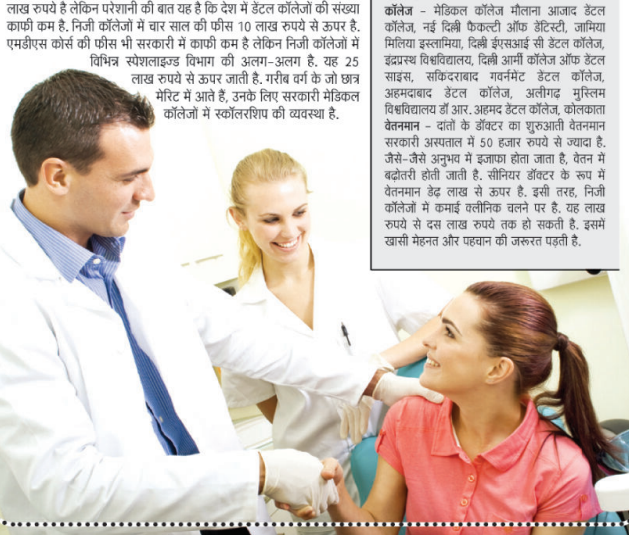 लाख रुपये है लेकिन परेशानी की बात यह है कि देश में डेंटल कॉलेजों की संख्या
काफी कम है. निजी कॉलेजों में चार साल की फीस 10 लाख रुपये से ऊपर है.
एमडीएस कोर्स की फीस भी सरकारी में काफी कम है लेकिन निजी कॉलेजों में
विभिन्न स्पेशलाइज्ड विभाग की अलग-अलग है. यह 25
लाख रुपये से ऊपर जाती है. गरीब वर्ग के जो छात्र
मेरिट में आते हैं, उनके लिए सरकारी मेडिकल
कॉलेजों में स्कॉलरशिप की व्यवस्था है.
कॉलेज - मेडिकल कॉलेज मौलाना आजाद डेंटल
कॉलेज, नई दिल्ली फैकल्टी ऑफ डेंटिस्टी, जामिया
मिलिया इस्लामिया, दिल्ली ईएसआई सी डेंटल कॉलेज,
इंद्रप्रस्थ विश्वविद्यालय, दिल्ली आर्मी कॉलेज ऑफ डेंटल
साइंस, सकिंदराबाद गवर्नमेंट डेंटल कॉलेज,
अहमदाबाद डेंटल कॉलेज, अलीगढ़ मुस्लिम
विश्वविद्यालय डॉ आर. अहमद डेंटल कॉलेज, कोलकाता
वेतनमान - दांतों के डॉक्टर का शुरुआती वेतनमान
सरकारी अस्पताल में 50 हजार रुपये से ज्यादा है.
जैसे-जैसे अनुभव में इजाफा होता जाता है, वेतन में
बढ़ोतरी होती जाती है. सीनियर डॉक्टर के रूप में
वेतनमान डेढ़ लाख से ऊपर है. इसी तरह, निजी
कॉलेजों में कमाई क्लीनिक चलने पर है. यह लाख
रुपये से दस लाख रुपये तक हो सकती है. इसमें
खासी मेहनत और पहचान की जरूरत पड़ती है.